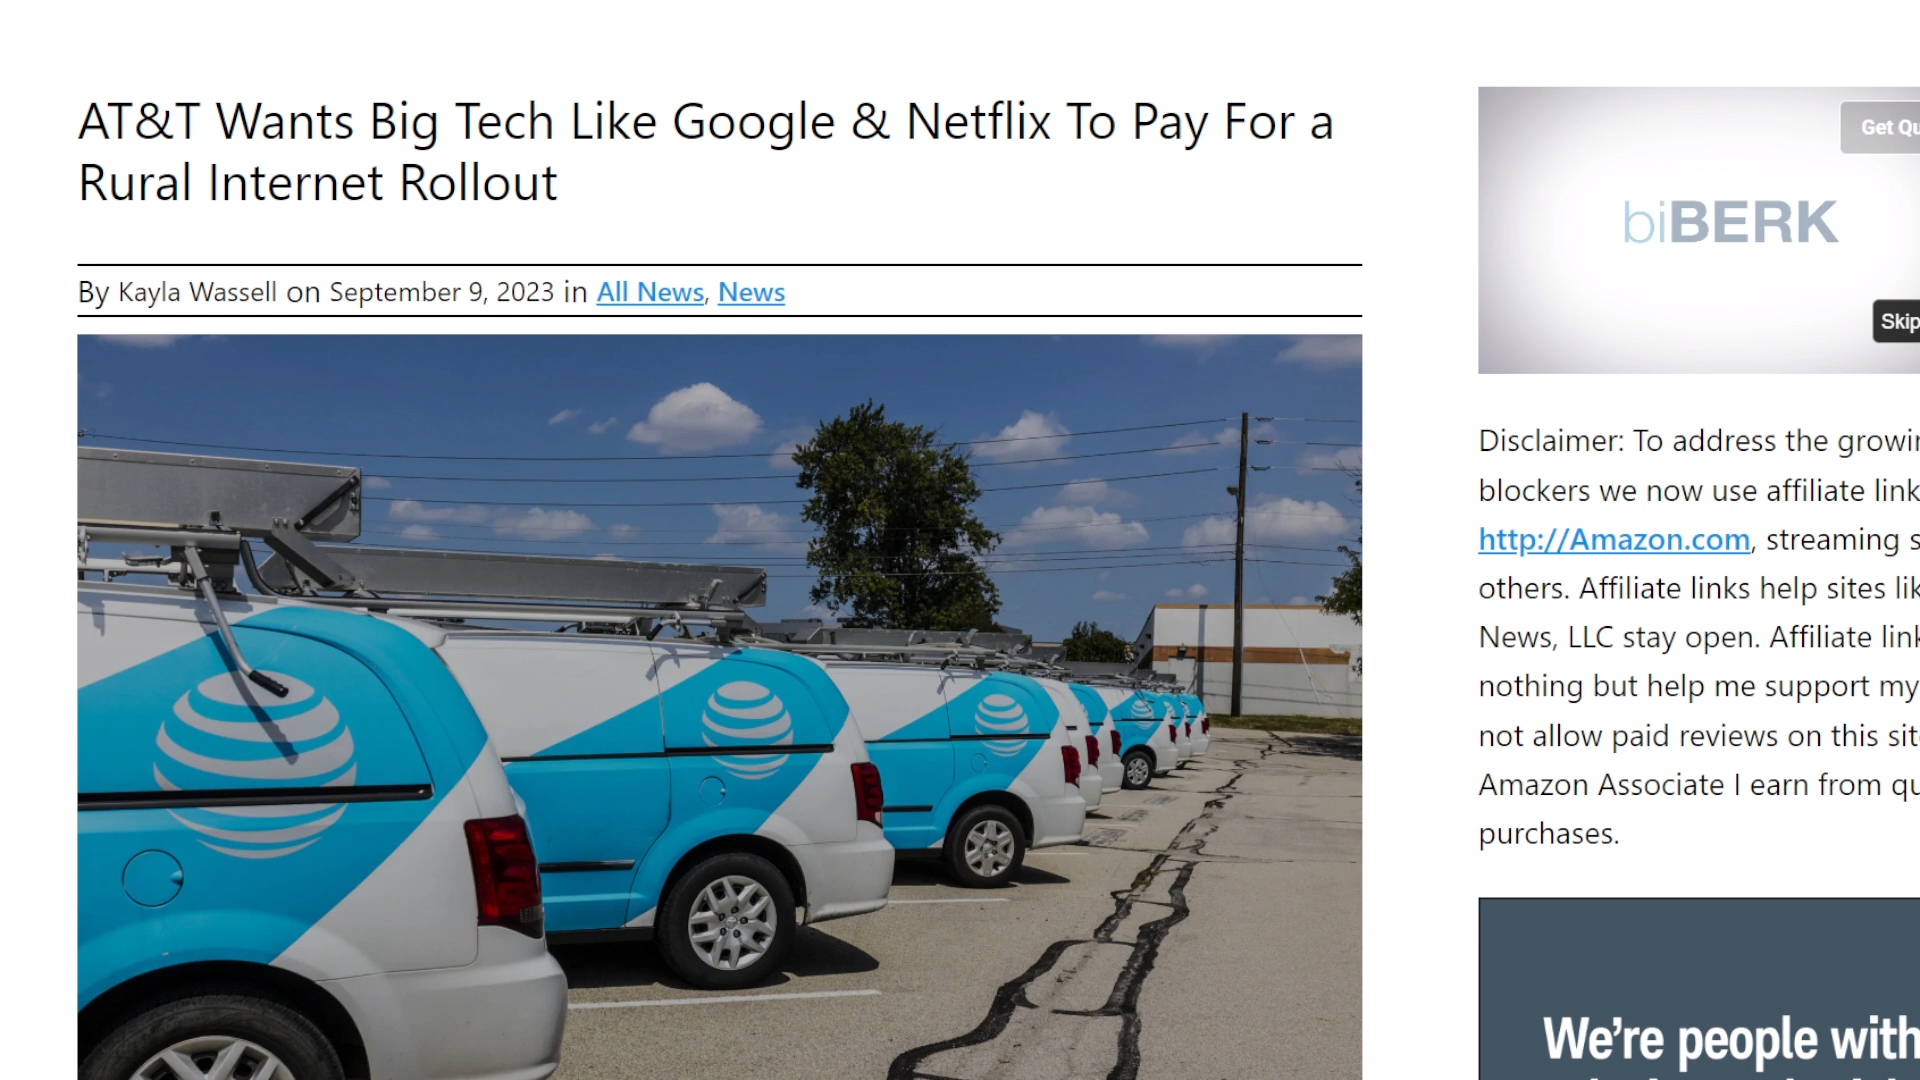 AT&T Wants Big Tech Like Google & Netflix To Pay For a
Rural Internet Rollout
By Kayla Wassell on September 9, 2023 in All News, News
Get Qu
biBERK
Skip
Disclaimer: To address the growin
blockers we now use affiliate link
http://Amazon.com, streaming s
others. Affiliate links help sites lik
News, LLC stay open. Affiliate link
nothing but help me support my
not allow paid reviews on this site
Amazon Associate I earn from qu
purchases.
We're people with